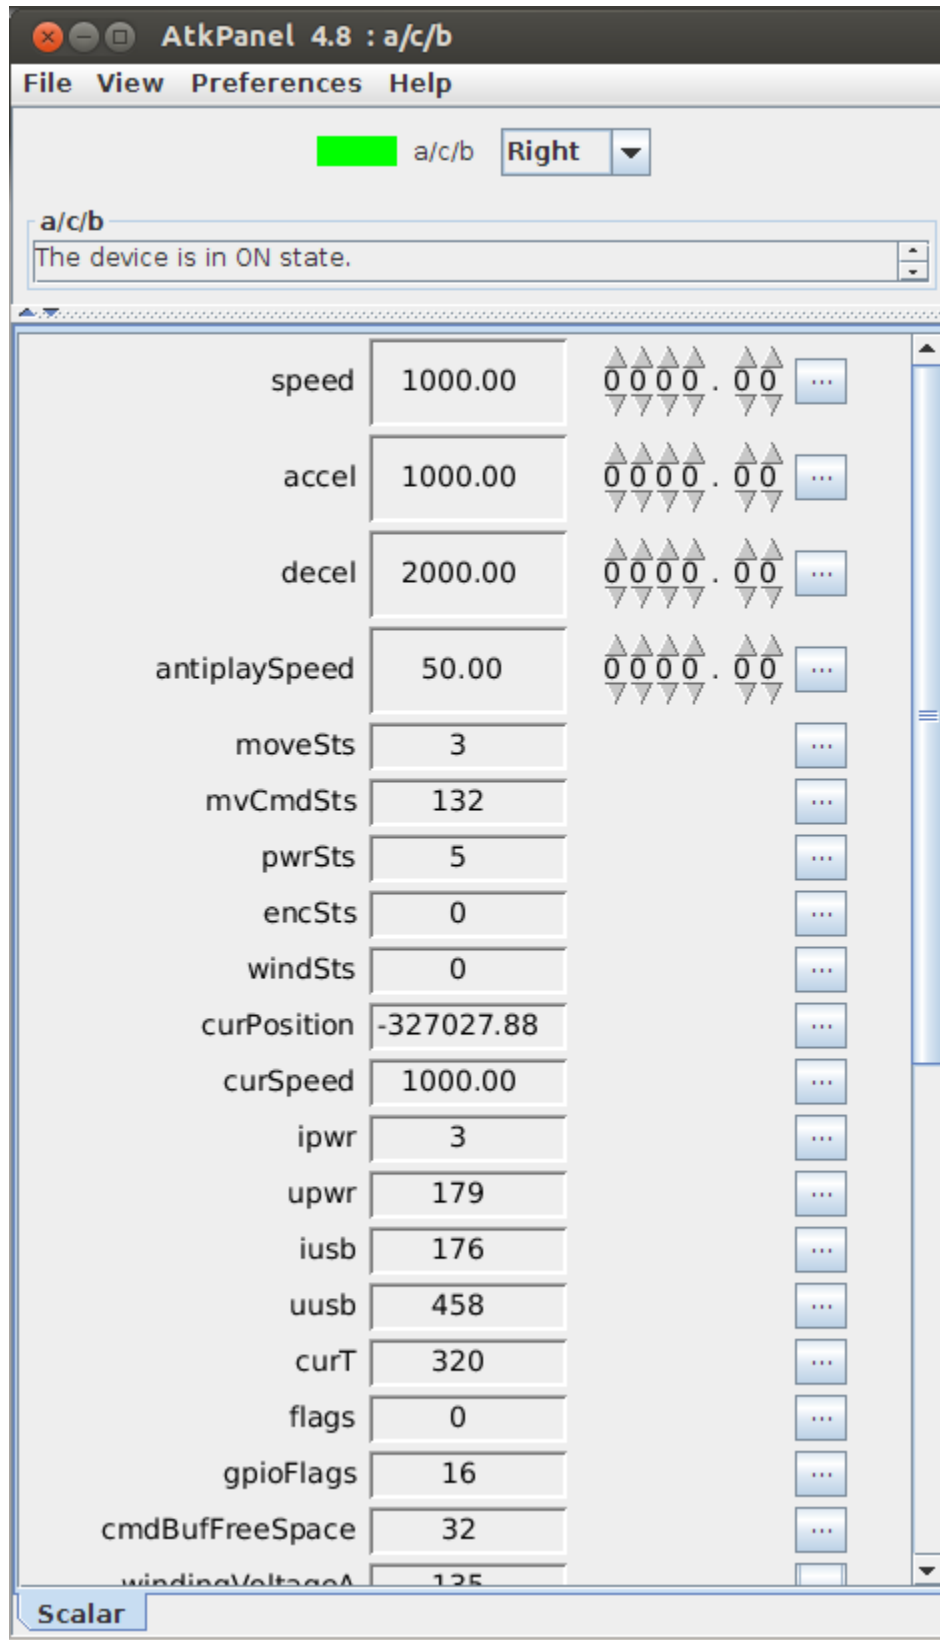 AtkPanel 4.8 : a/c/b
File View Preferences Help
a/c/b Right
a/c/b
The device is in ON state.
speed 1000.00 0000.00 ...
accel 1000.00 0000.00 ...
decel 2000.00 0000.00 ...
antiplaySpeed 50.00 0000.00 ...
moveSts 3 ...
mvCmdSts 132 ...
pwrSts 5 ...
encSts 0 ...
windSts 0 ...
curPosition -327027.88 ...
curSpeed 1000.00 ...
ipwr 3 ...
upwr 179 ...
iusb 176 ...
uusb 458 ...
curT 320 ...
flags 0 ...
gpioFlags 16 ...
cmdBufFreeSpace 32 ...
windingVoltageA 135
Scalar